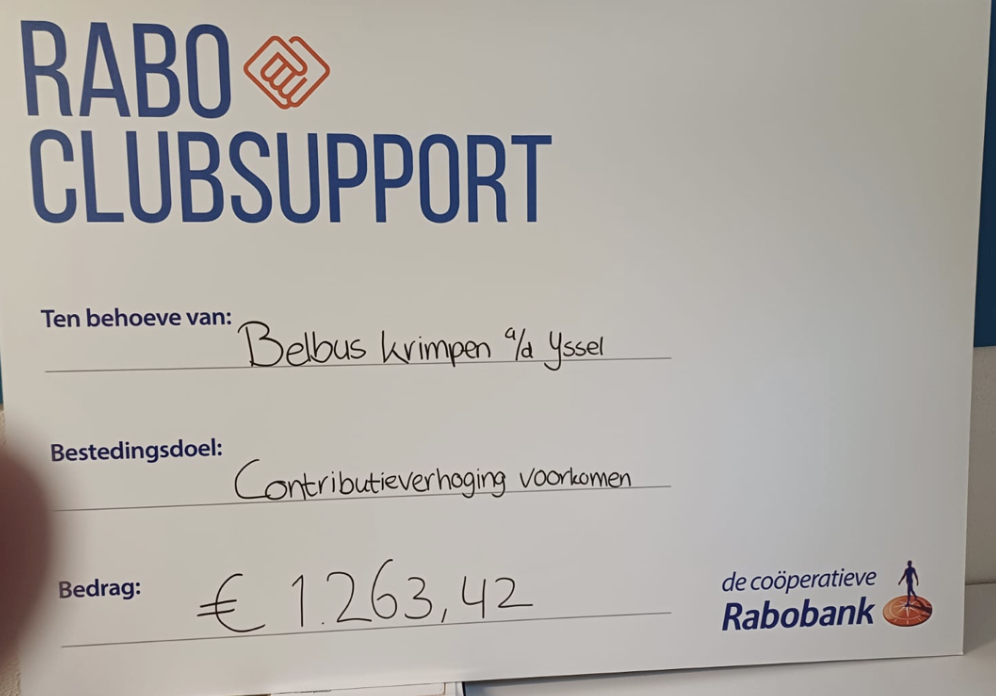 RABO
CLUBSUPPORT
Ten behoeve van: Belbus krimpen a/d Yssel
Bestedingsdoel: Contributieverhoging voorkomen
Bedrag: € 1.263,42
de coöperatieve
Rabobank